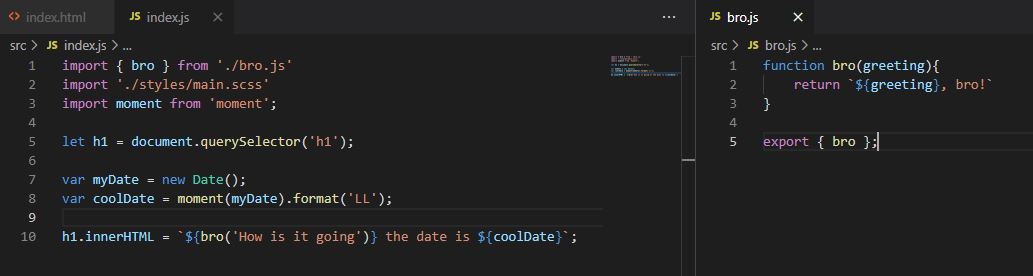 index.html
JS index.js ×
...
src > JS index.js > ...
1 import { bro } from './bro.js'
2 import './styles/main.scss'
3 import moment from 'moment';
4
5 let h1 = document.querySelector('h1');
6
7 var myDate = new Date();
8 var coolDate = moment(myDate).format('LL');
9
10 h1.innerHTML = `${bro('How is it going')} the date is ${coolDate}`;
JS bro.js ×
src > JS bro.js > ...
1 function bro(greeting){
2     return `${greeting}, bro!`
3 }
4
5 export { bro };